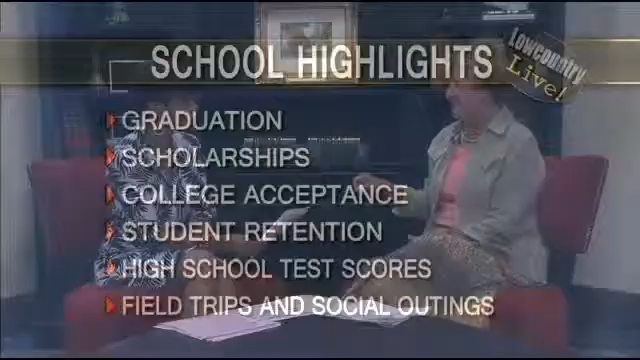 SCHOOL HIGHLIGHTS
Lowcountry
Live!
GRADUATION
SCHOLARSHIPS
COLLEGE ACCEPTANCE
STUDENT RETENTION
HIGH SCHOOL TEST SCORES
FIELD TRIPS AND SOCIAL OUTINGS